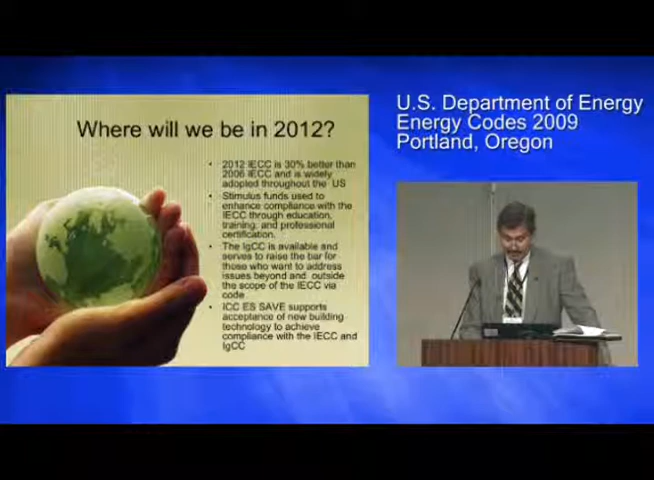 Where will we be in 2012?
• 2012 IECC is 30% better than
2006 IECC and is widely
adopted throughout the US
• Stimulus funds used to
enhance compliance with the
IECC through education,
training, and professional
certification.
• The IgCC is available and
serves to raise the bar for
those who want to address
issues beyond and outside
the scope of the IECC via
code
• ICC ES SAVE supports
acceptance of new building
technology to achieve
compliance with the IECC and
IgCC
U.S. Department of Energy
Energy Codes 2009
Portland, Oregon